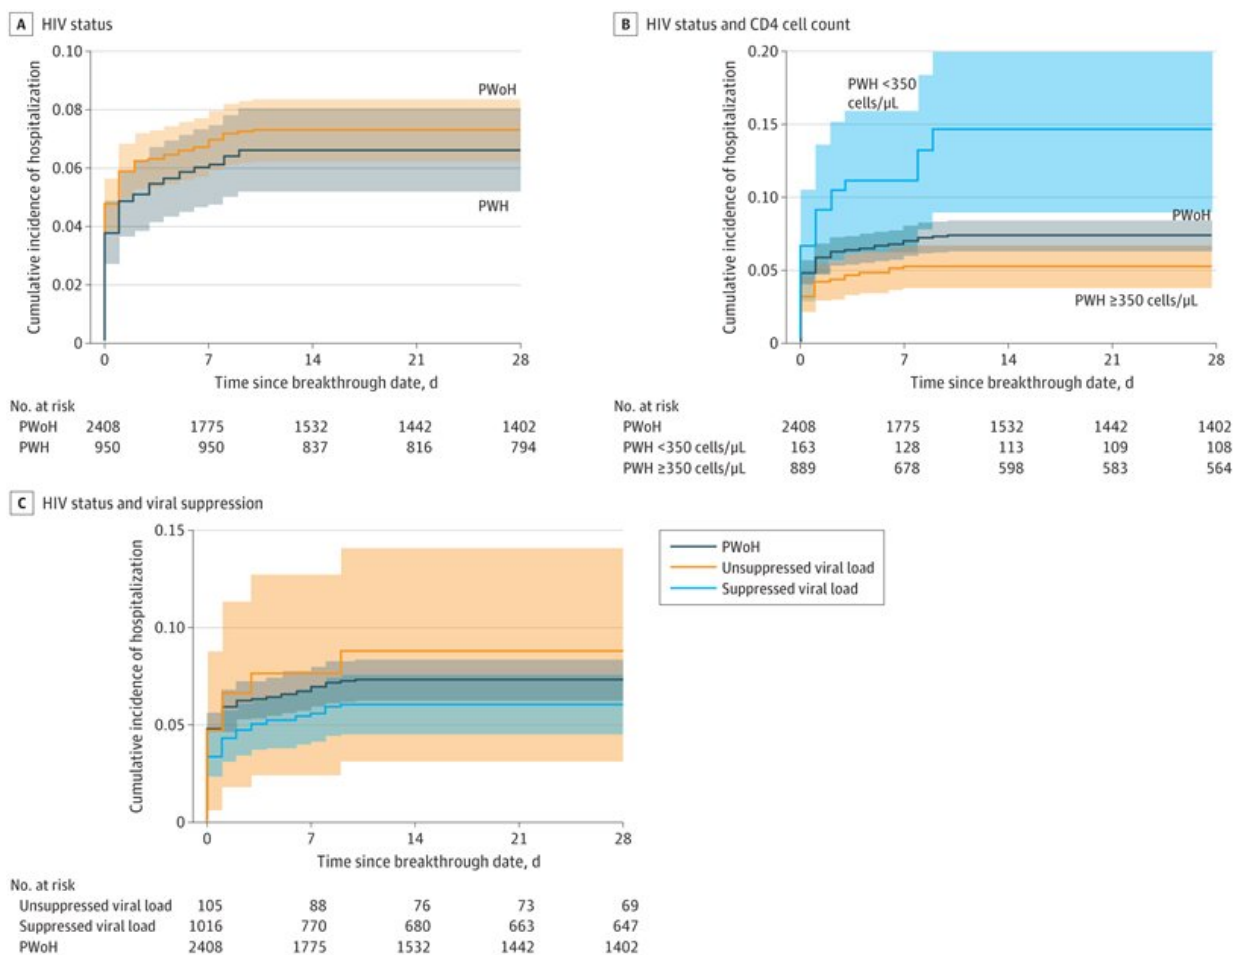 A HIV status
0.10
0.08
0.06
0.04
0.02
0
Cumulative incidence of hospitalization
PWoH
PWH
0 7 14 21 28
Time since breakthrough date, d
No. at risk
PWoH 2408 1775 1532 1442 1402
PWH 950 950 837 816 794
B HIV status and CD4 cell count
0.20
0.15
0.10
0.05
0
Cumulative incidence of hospitalization
PWH <350
cells/μL
PWoH
PWH ≥350 cells/μL
0 7 14 21 28
Time since breakthrough date, d
No. at risk
PWoH 2408 1775 1532 1442 1402
PWH <350 cells/μL 163 128 113 109 108
PWH ≥350 cells/μL 889 678 598 583 564
C HIV status and viral suppression
0.15
0.10
0.05
0
Cumulative incidence of hospitalization
0 7 14 21 28
Time since breakthrough date, d
PWoH
Unsuppressed viral load
Suppressed viral load
No. at risk
Unsuppressed viral load 105 88 76 73 69
Suppressed viral load 1016 770 680 663 647
PWoH 2408 1775 1532 1442 1402